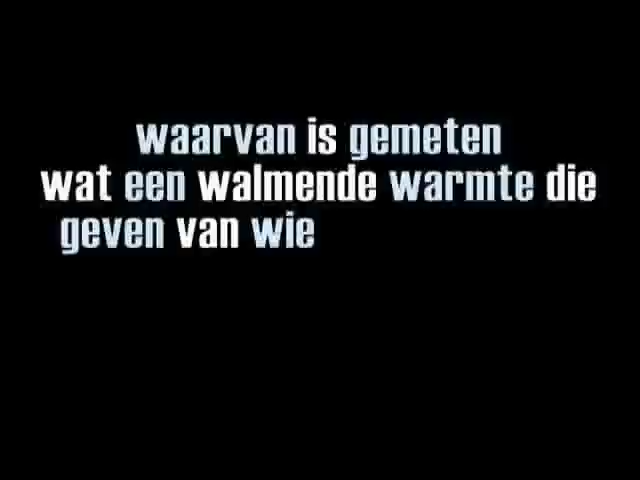 waarvan is gemeten
wat een walmende warmte die
geven van wie